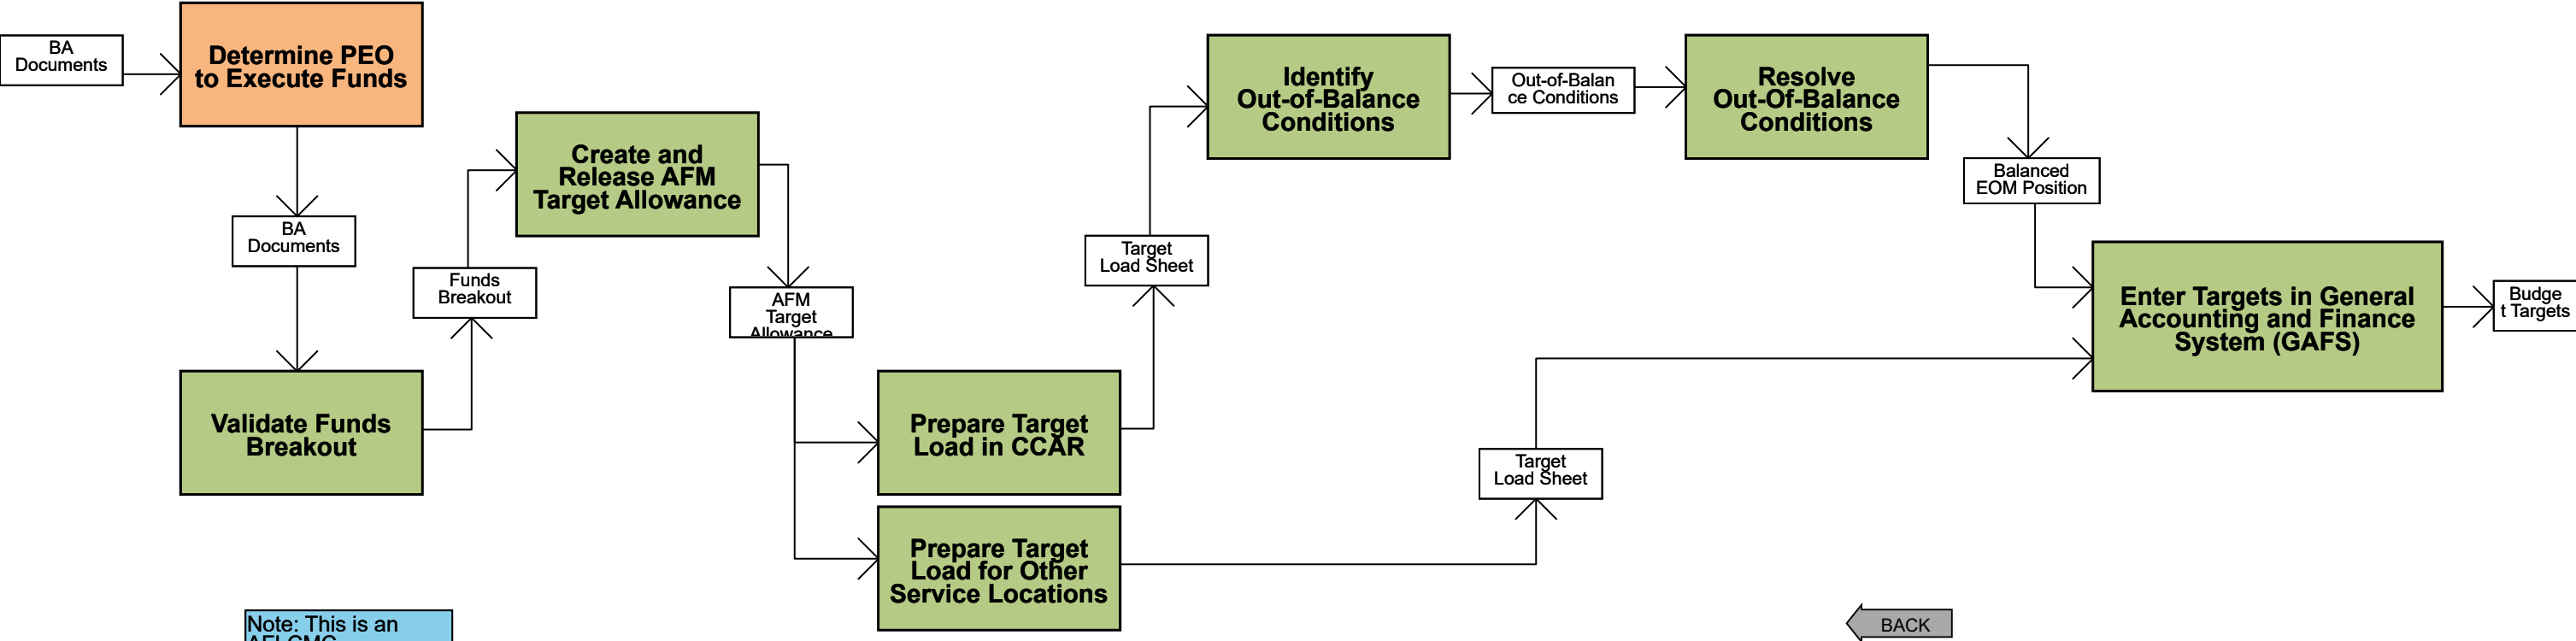 BA
Documents
Determine PEO
to Execute Funds
BA
Documents
Validate Funds
Breakout
Funds
Breakout
Create and
Release AFM
Target Allowance
AFM
Target
Allowance
Prepare Target
Load in CCAR
Prepare Target
Load for Other
Service Locations
Target
Load Sheet
Identify
Out-of-Balance
Conditions
Out-of-Balan
ce Conditions
Resolve
Out-Of-Balance
Conditions
Balanced
EOM Position
Target
Load Sheet
Enter Targets in General
Accounting and Finance
System (GAFS)
Budge
t Targets
Note: This is an
AFLCMC
BACK